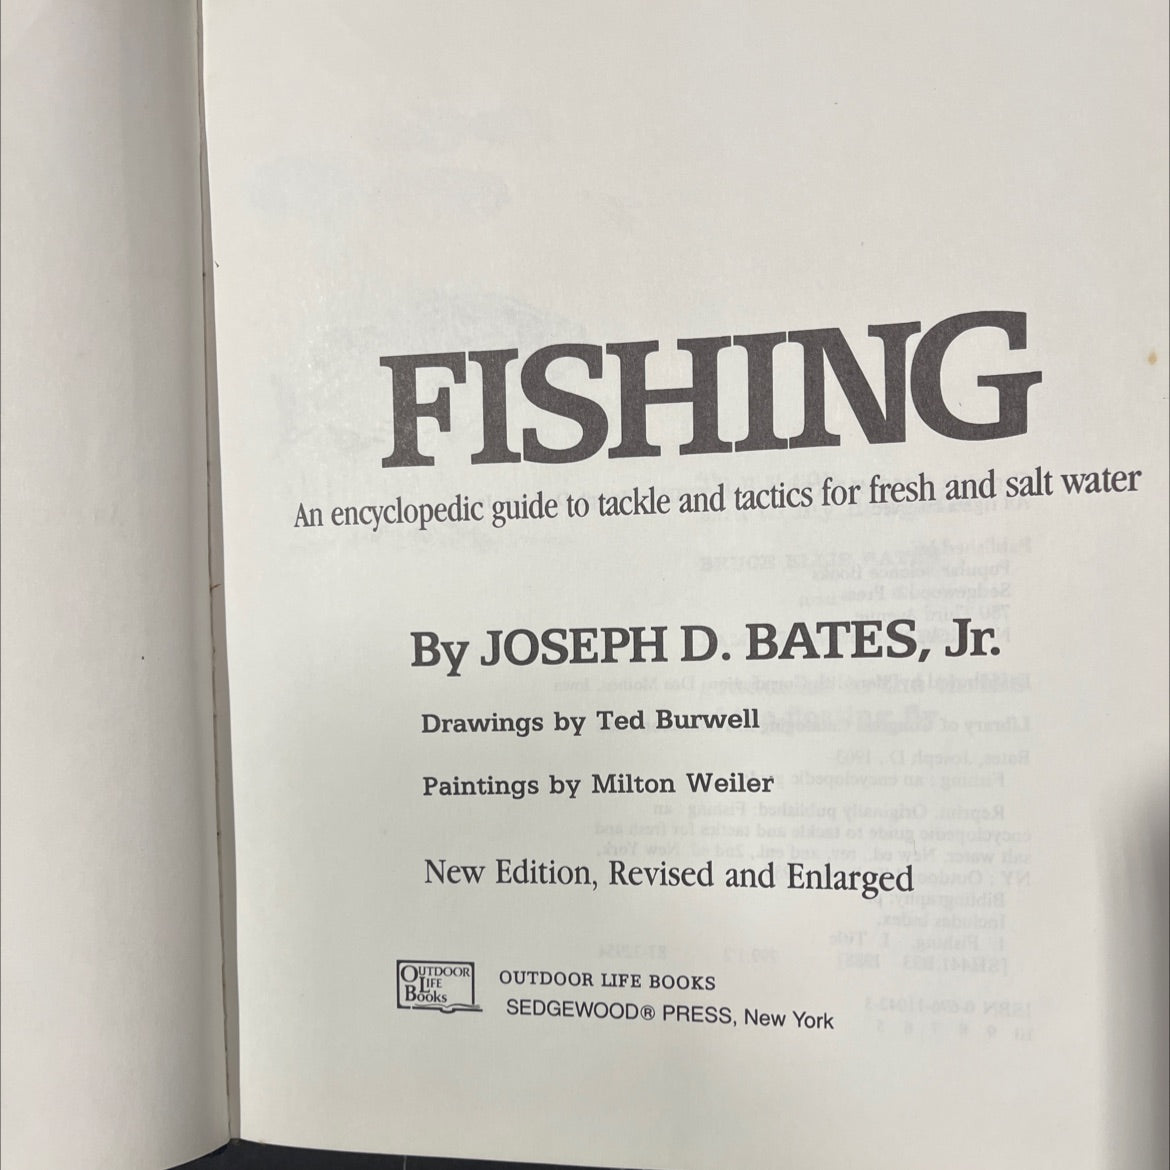 FISHING
An encyclopedic guide to tackle and tactics for fresh and salt water
By JOSEPH D. BATES, Jr.
Drawings by Ted Burwell
Paintings by Milton Weiler
New Edition, Revised and Enlarged
OUTDOOR
LIFE
BOOKS
OUTDOOR LIFE BOOKS
SEDGEWOOD® PRESS, New York